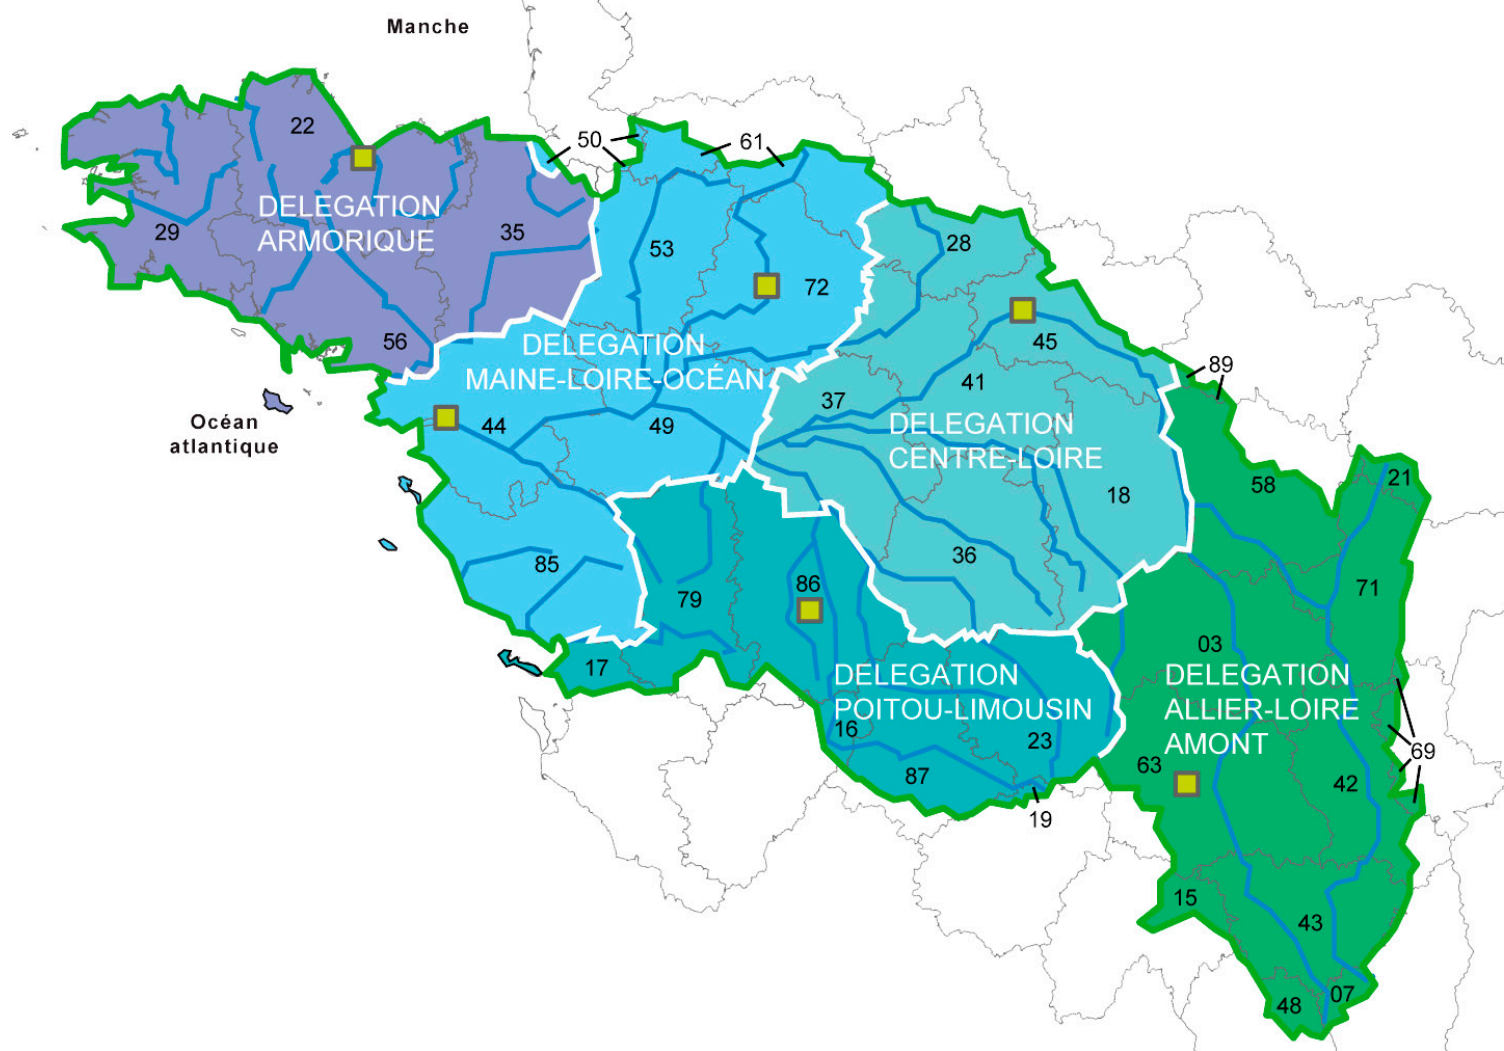 Manche
50
61
22
DELEGATION
ARMORIQUE
29
35
53
28
72
45
56
DELEGATION
MAINE-LOIRE-OCÉAN
89
41
37
Océan
atlantique
44
49
DELEGATION
CENTRE-LOIRE
18
58
21
36
85
86
79
71
03
17
DELEGATION
POITOU-LIMOUSIN
DELEGATION
ALLIER-LOIRE
AMONT
16
23
69
63
87
42
19
15
43
48
07